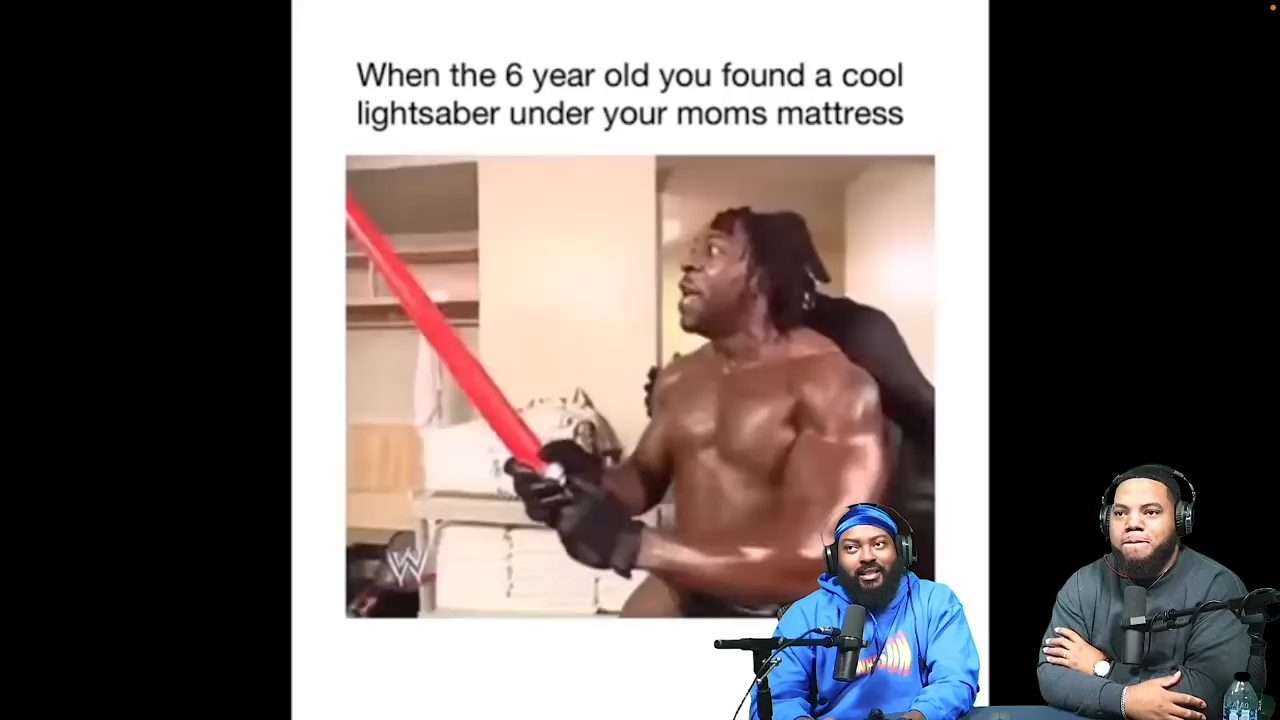 When the 6 year old you found a cool
lightsaber under your moms mattress
W